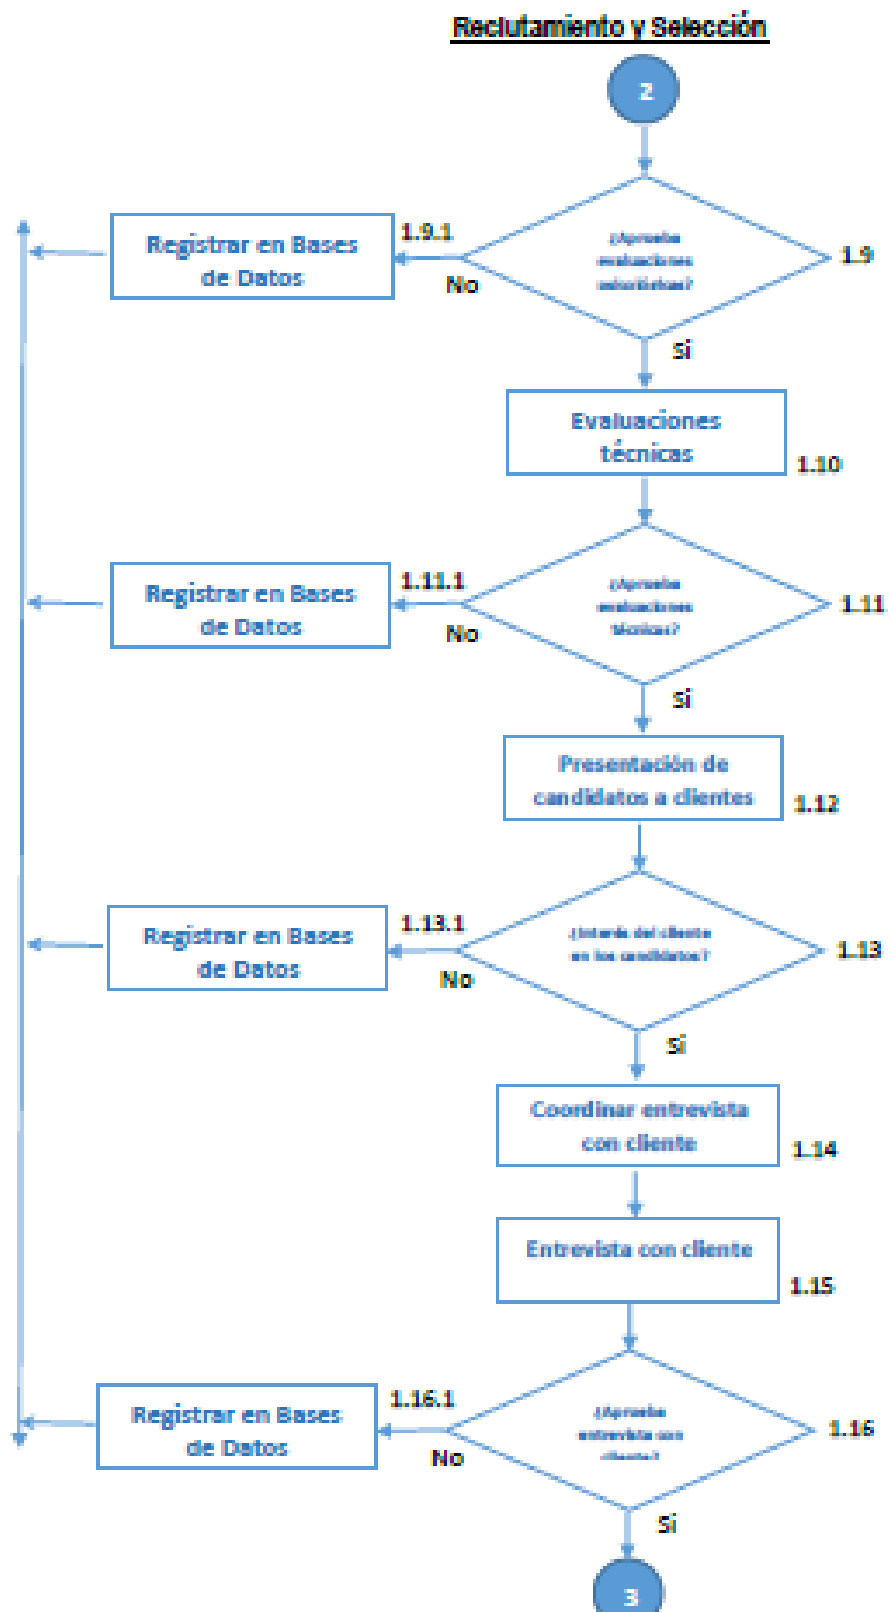 Reclutamiento y Selección
2
¿Aprueba
evaluaciones
1.9
1.9.1
No
Registrar en Bases
de Datos
Si
Evaluaciones
técnicas
1.10
¿Aprueba
evaluaciones
técnicas?
1.11
1.11.1
No
Registrar en Bases
de Datos
Si
Presentación de
candidatos a clientes
1.12
¿Interés del cliente
en los candidatos?
1.13
1.13.1
No
Registrar en Bases
de Datos
Si
Coordinar entrevista
con cliente
1.14
Entrevista con cliente
1.15
¿Aprueba
entrevista con
cliente?
1.16
1.16.1
No
Registrar en Bases
de Datos
Si
3